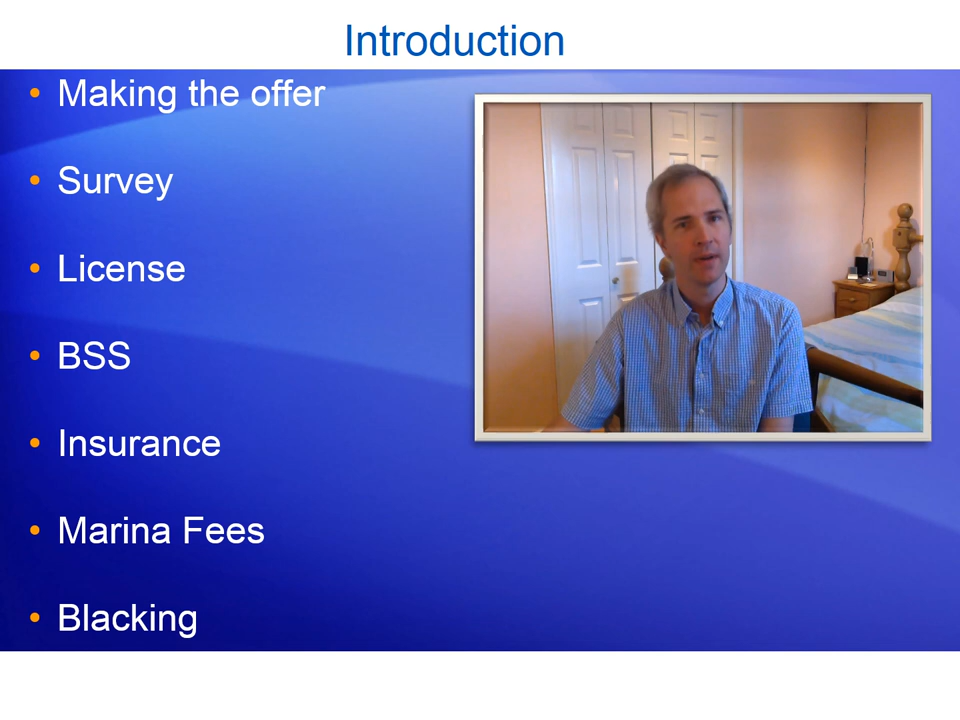 Introduction
• Making the offer
• Survey
• License
• BSS
• Insurance
• Marina Fees
• Blacking